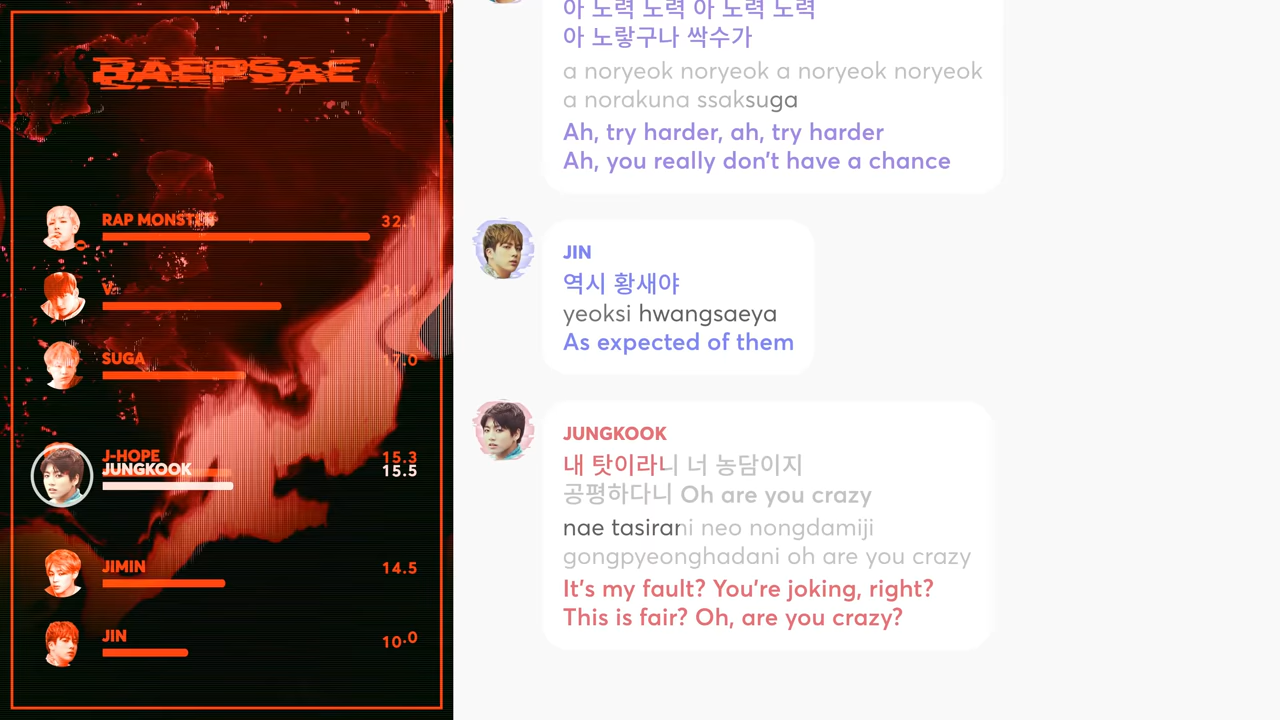 BAEPSAE
RAP MONSTER
32.1
V
21.4
SUGA
17.0
J-HOPE
15.3
JUNGKOOK
15.5
JIMIN
14.5
JIN
10.0
아 노력 노력 아 노력 노력
아 노랗구나 싹수가
a noryeok noryeok a noryeok noryeok
a norakuna ssaksuga
Ah, try harder, ah, try harder
Ah, you really don't have a chance
JIN
역시 황새야
yeoksi hwangsaeya
As expected of them
JUNGKOOK
내 탓이라니 너 농담이지
공평하다니 Oh are you crazy
nae tasirani neo nongdamiji
gongpyeonghadani oh are you crazy
It's my fault? You're joking, right?
This is fair? Oh, are you crazy?